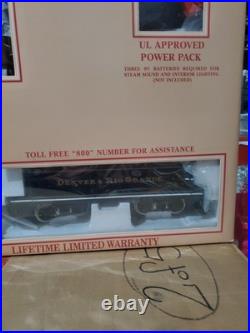 UL APPROVED
POWER PACK
THREE 9V BATTERIES REQUIRED FOR
STEAM SOUND AND INTERIOR LIGHTING
(NOT INCLUDED)
TOLL FREE "800" NUMBER FOR ASSISTANCE
DENVER & RIO GRANDE
LIFETIME LIMITED WARRANTY